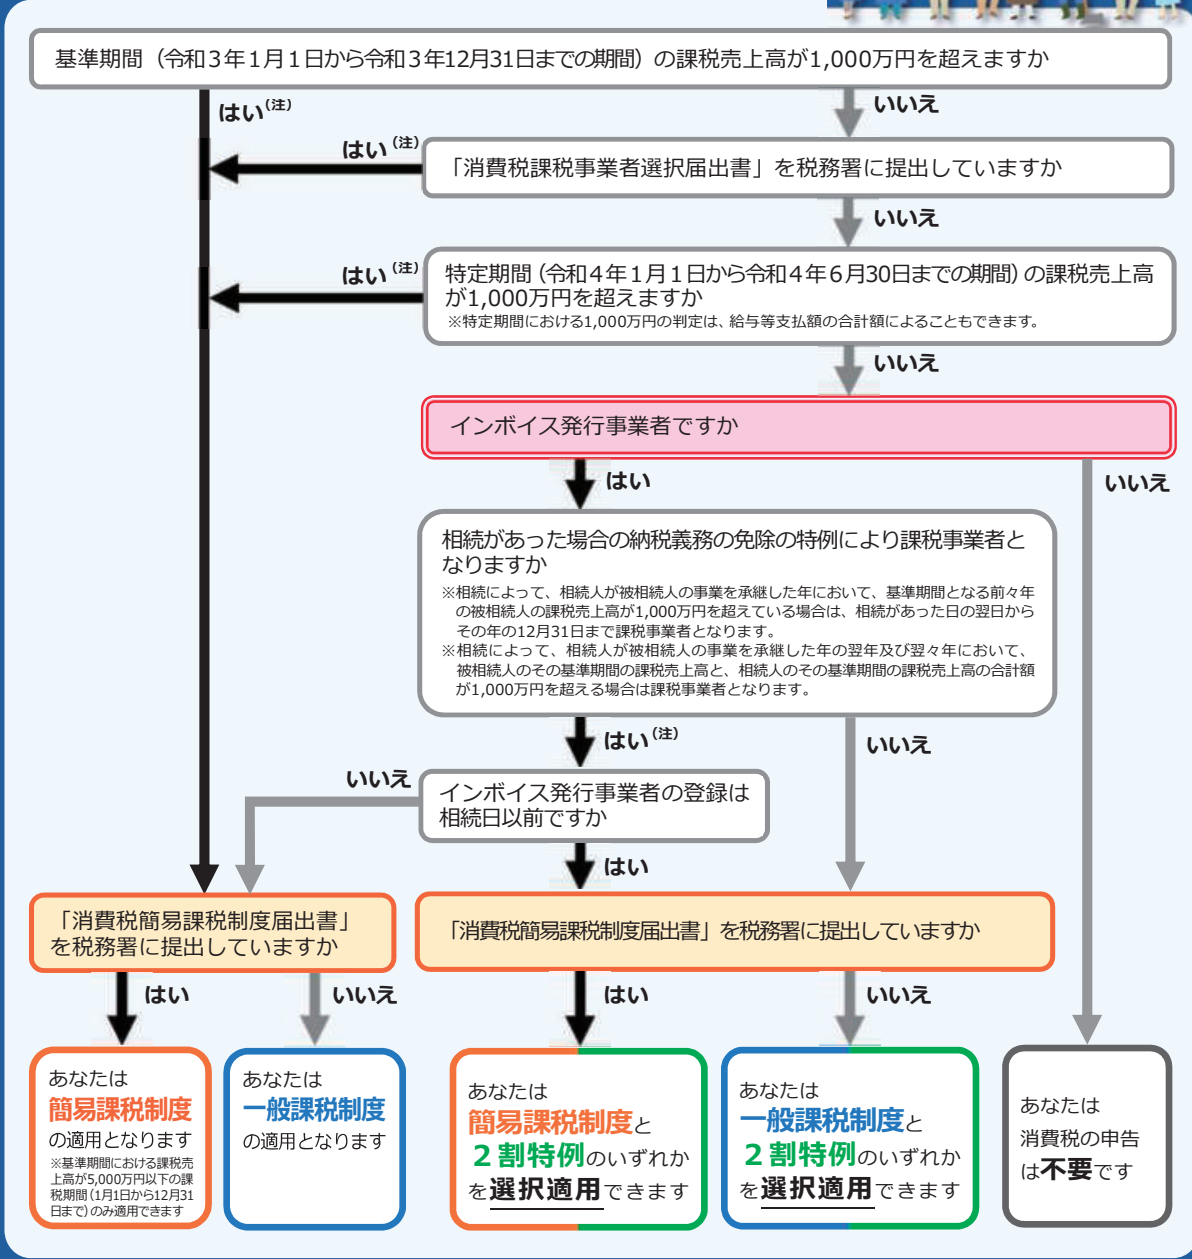 基準期間（令和３年１月１日から令和３年12月31日までの期間）の課税売上高が1,000万円を超えますか
はい（注）
いいえ
はい（注）
「消費税課税事業者選択届出書」を税務署に提出していますか
いいえ
はい（注）
特定期間（令和４年１月１日から令和４年６月30日までの期間）の課税売上高
が1,000万円を超えますか
※特定期間における1,000万円の判定は、給与等支払額の合計額によることもできます。
いいえ
インボイス発行事業者ですか
はい
いいえ
相続があった場合の納税義務の免除の特例により課税事業者と
なりますか
※相続によって、相続人が被相続人の事業を承継した年において、基準期間となる前々年
の被相続人の課税売上高が1,000万円を超えている場合は、相続があった日の翌日から
その年の12月31日まで課税事業者となります。
※相続によって、相続人が被相続人の事業を承継した年の翌年及び翌々年において、
被相続人のその基準期間の課税売上高と、相続人のその基準期間の課税売上高の合計額
が1,000万円を超える場合は課税事業者となります。
はい（注）
いいえ
いいえ
インボイス発行事業者の登録は
相続日以前ですか
はい
「消費税簡易課税制度届出書」
を税務署に提出していますか
「消費税簡易課税制度届出書」を税務署に提出していますか
はい
いいえ
はい
いいえ
あなたは
簡易課税制度
の適用となります
※基準期間における課税売
上高が5,000万円以下の課
税期間（1月1日から12月31
日まで）のみ適用できます
あなたは
一般課税制度
の適用となります
あなたは
簡易課税制度と
２割特例のいずれか
を選択適用できます
あなたは
一般課税制度と
２割特例のいずれか
を選択適用できます
あなたは
消費税の申告
は不要です